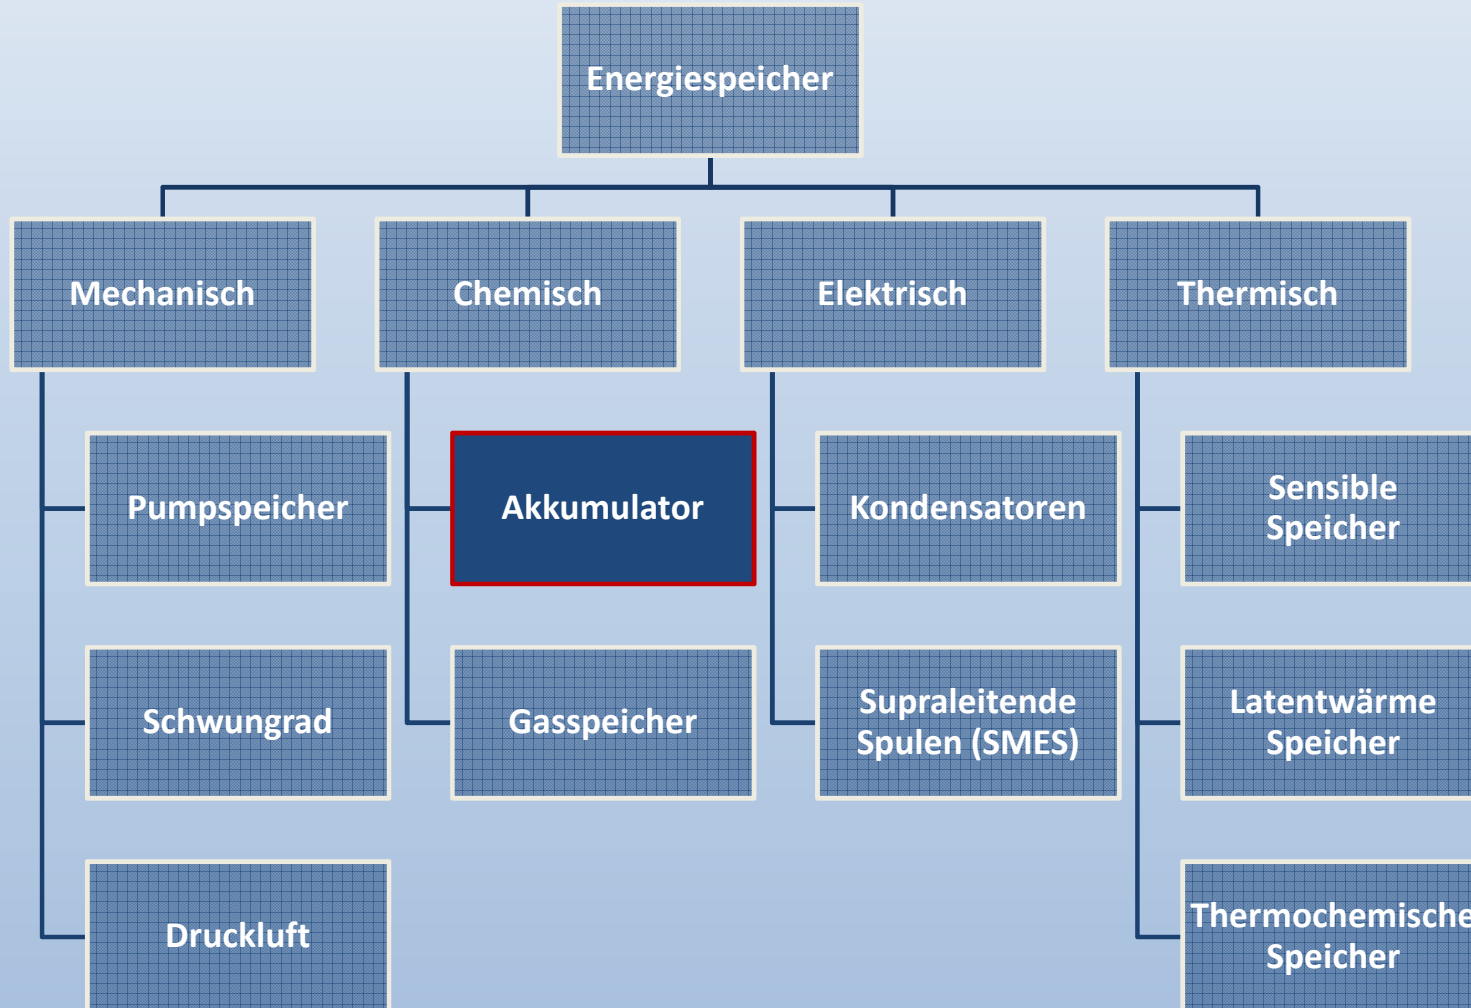 Energiespeicher
Mechanisch
Chemisch
Elektrisch
Thermisch
Pumpspeicher
Akkumulator
Kondensatoren
Sensible
Speicher
Schwungrad
Gasspeicher
Supraleitende
Spulen (SMES)
Latentwärme
Speicher
Druckluft
Thermochemische
Speicher